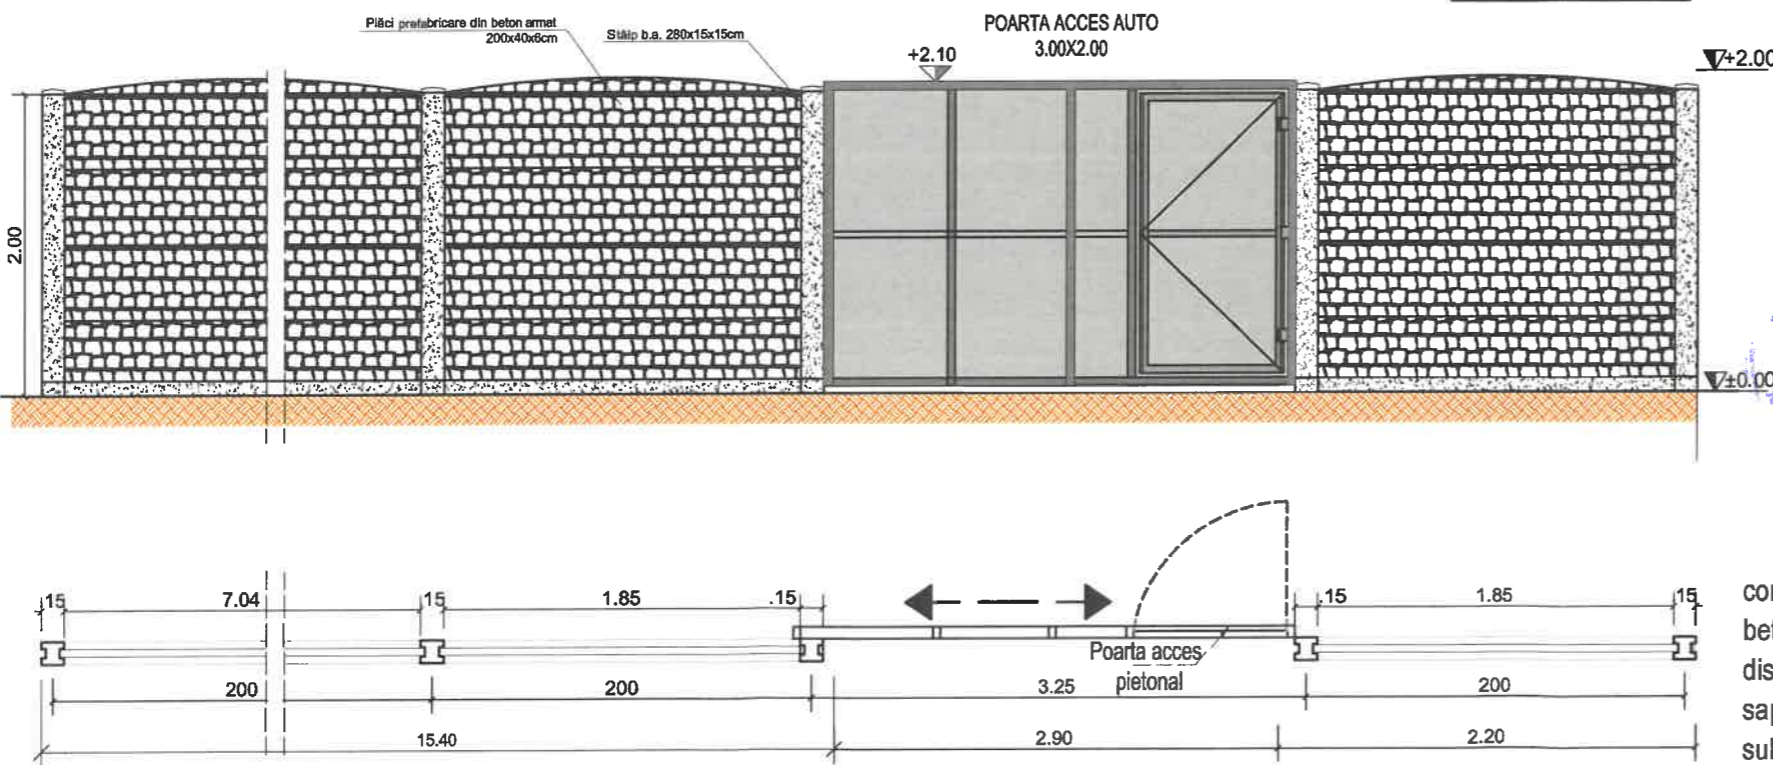 Plăci prefabricare din beton armat
200x40x6cm
Stâlp b.a. 280x15x15cm
POARTA ACCES AUTO
3.00X2.00
+2.10
+2.00
2.00
±0.00
15 7.04 15 1.85 .15 .15 1.85 15
Poarta acces
pietonal
200 200 3.25 200
15.40 2.90 2.20